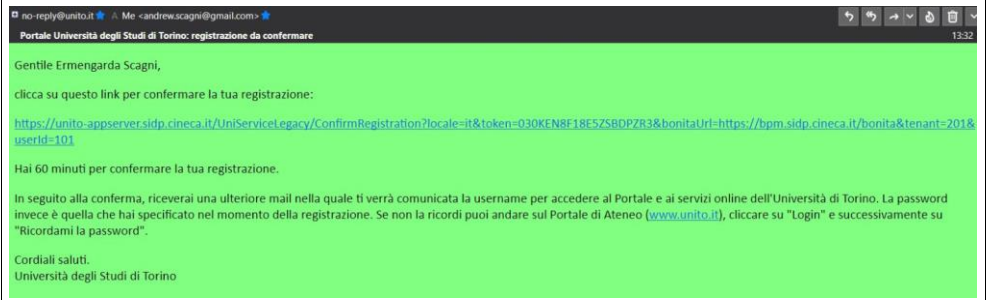 no-reply@unito.it A Me <andrew.scagni@gmail.com>
Portale Università degli Studi di Torino: registrazione da confermare 13:32
Gentile Ermengarda Scagni,
clicca su questo link per confermare la tua registrazione:
https://unito-appserver.sidp.cineca.it/UniServiceLegacy/ConfirmRegistration?locale=it&token=030KEN8F18E5ZSBDPZR3&bonitaUrl=https://bpm.sidp.cineca.it/bonita&tenant=201&
userId=101
Hai 60 minuti per confermare la tua registrazione.
In seguito alla conferma, riceverai una ulteriore mail nella quale ti verrà comunicata la username per accedere al Portale e ai servizi online dell'Università di Torino. La password
invece è quella che hai specificato nel momento della registrazione. Se non la ricordi puoi andare sul Portale di Ateneo (www.unito.it), cliccare su "Login" e successivamente su
"Ricordami la password".
Cordiali saluti.
Università degli Studi di Torino